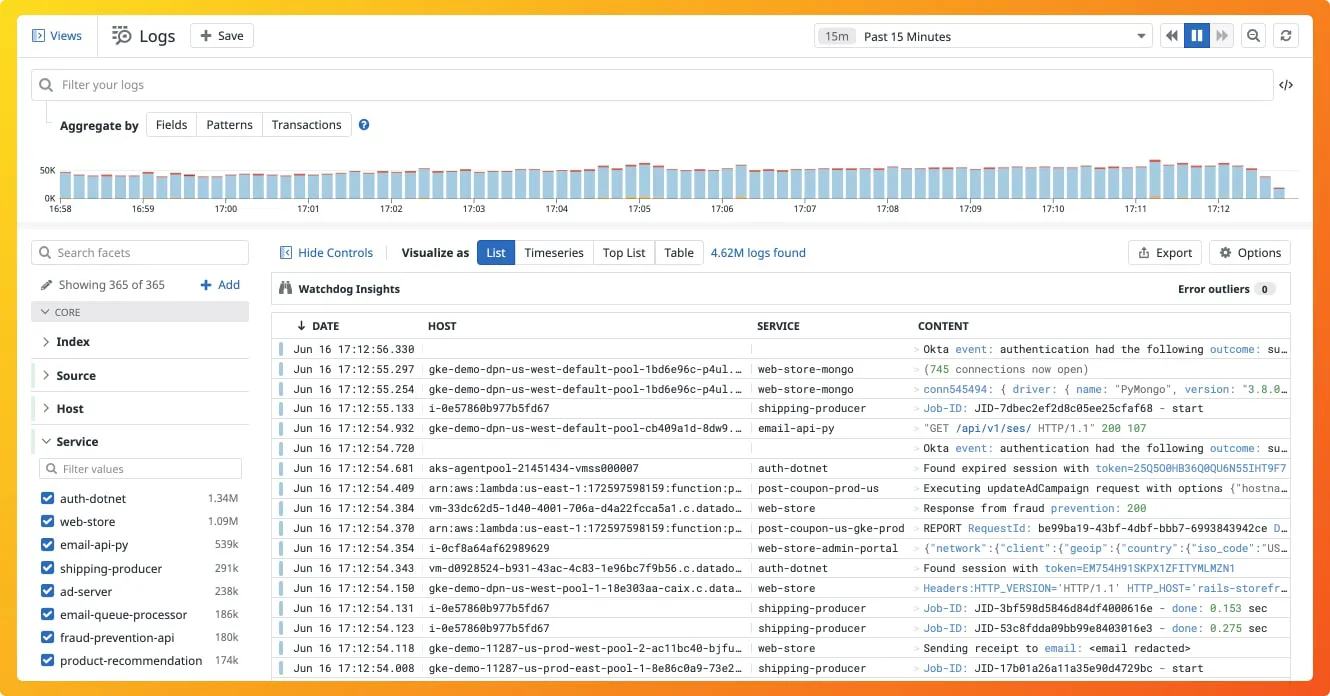 Views Logs + Save 15m Past 15 Minutes
Filter your logs </>
Aggregate by Fields Patterns Transactions ?
50K
0K
16:58 16:59 17:00 17:01 17:02 17:03 17:04 17:05 17:06 17:07 17:08 17:09 17:10 17:11 17:12
Search facets
Hide Controls Visualize as List Timeseries Top List Table 4.62M logs found Export Options
Showing 365 of 365 + Add
Watchdog Insights Error outliers 0
CORE
Index
Source
Host
Service
Filter values
auth-dotnet 1.34M
web-store 1.09M
email-api-py 539k
shipping-producer 291k
ad-server 238k
email-queue-processor 186k
fraud-prevention-api 180k
product-recommendation 174k
↓ DATE HOST SERVICE CONTENT
Jun 16 17:12:56.330 > Okta event: authentication had the following outcome: su…
Jun 16 17:12:55.297 gke-demo-dpn-us-west-default-pool-1bd6e96c-p4ul.… web-store-mongo > (745 connections now open)
Jun 16 17:12:55.254 gke-demo-dpn-us-west-default-pool-1bd6e96c-p4ul.… web-store-mongo > conn545494: { driver: { name: "PyMongo", version: "3.8.0…
Jun 16 17:12:55.133 i-0e57860b977b5fd67 shipping-producer > Job-ID: JID-7dbec2ef2d8c05ee25cfaf68 - start
Jun 16 17:12:54.932 gke-demo-dpn-us-west-default-pool-cb409a1d-8dw9.… email-api-py > "GET /api/v1/ses/ HTTP/1.1" 200 107
Jun 16 17:12:54.720 > Okta event: authentication had the following outcome: su…
Jun 16 17:12:54.681 aks-agentpool-21451434-vmss000007 auth-dotnet > Found expired session with token=25Q5O0HB36Q0QU6N55IHT9F7
Jun 16 17:12:54.409 arn:aws:lambda:us-east-1:172597598159:function:p… post-coupon-prod-us > Executing updateAdCampaign request with options {"hostna…
Jun 16 17:12:54.384 vm-33dc62d5-1d40-4001-706a-d4a22fcca5a1.c.datado… web-store > Response from fraud prevention: 200
Jun 16 17:12:54.370 arn:aws:lambda:us-east-1:172597598159:function:p… post-coupon-us-gke-prod > REPORT RequestId: be99ba19-43bf-4dbf-bbb7-6993843942ce D…
Jun 16 17:12:54.354 i-0cf8a64af62989629 web-store-admin-portal > {"network":{"client":{"geoip":{"country":{"iso_code":"US…
Jun 16 17:12:54.343 vm-d0928524-b931-43ac-4c83-1e96bc7f9b56.c.datado… auth-dotnet > Found session with token=EM754H91SKPX1ZFITYMLMZN1
Jun 16 17:12:54.150 gke-demo-dpn-us-west-pool-1-18e303aa-caix.c.data… web-store > Headers:HTTP_VERSION='HTTP/1.1' HTTP_HOST='rails-storefr…
Jun 16 17:12:54.131 i-0e57860b977b5fd67 shipping-producer > Job-ID: JID-3bf598d5846d84df4000616e - done: 0.153 sec
Jun 16 17:12:54.123 i-0e57860b977b5fd67 shipping-producer > Job-ID: JID-53c8fdda09bb99e8403016e3 - done: 0.275 sec
Jun 16 17:12:54.118 gke-demo-11287-us-prod-west-pool-2-ac11bc40-bjfu… web-store > Sending receipt to email: <email redacted>
Jun 16 17:12:54.008 gke-demo-11287-us-prod-east-pool-1-8e86c0a9-73e2… shipping-producer > Job-ID: JID-17b01a26a11a35e90d4729bc - start